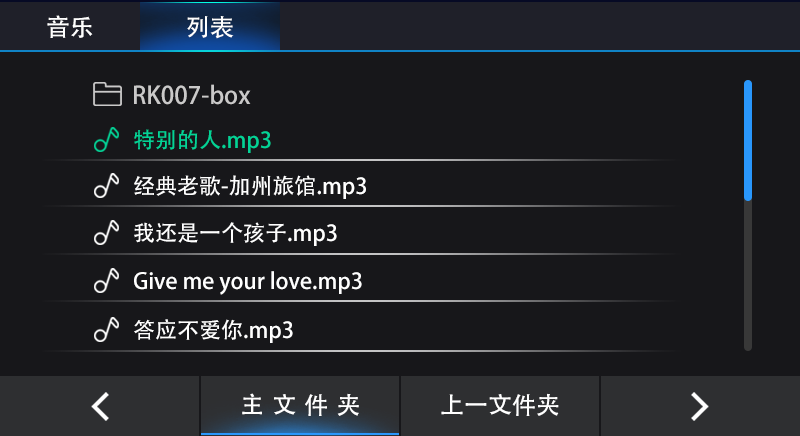 音乐 列表
RK007-box
特别的人.mp3
经典老歌-加州旅馆.mp3
我还是一个孩子.mp3
Give me your love.mp3
答应不爱你.mp3
主文件夹 上一文件夹